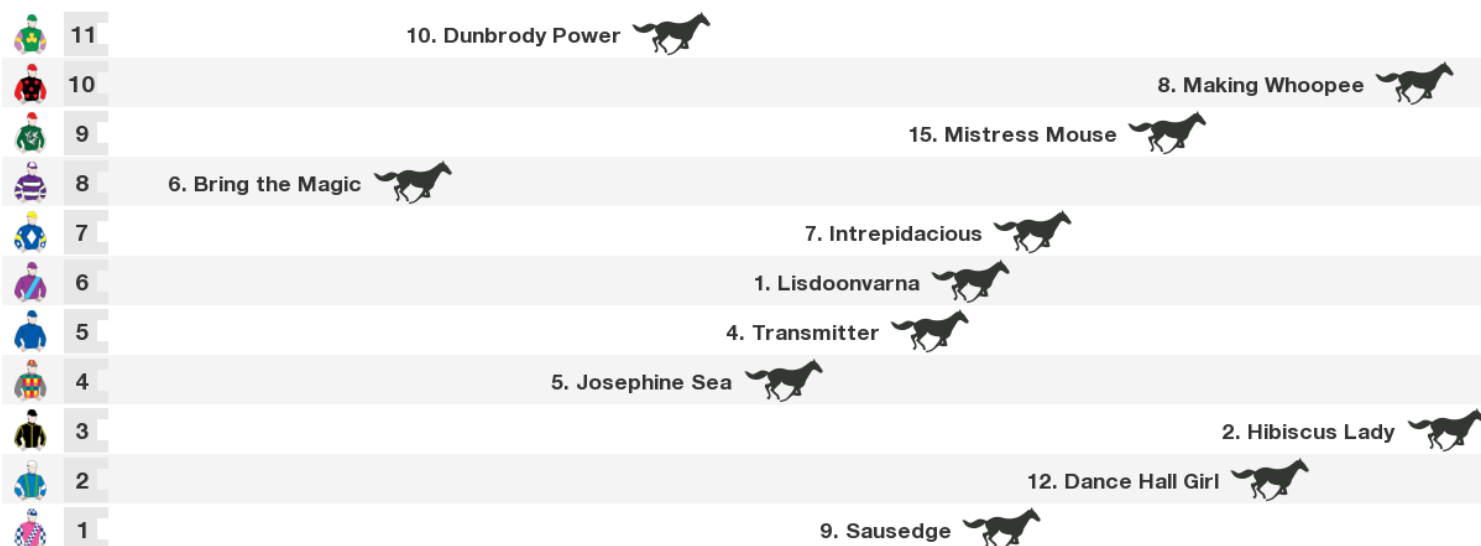 11 10. Dunbrody Power
10 8. Making Whoopee
9 15. Mistress Mouse
8 6. Bring the Magic
7 7. Intrepidacious
6 1. Lisdoonvarna
5 4. Transmitter
4 5. Josephine Sea
3 2. Hibiscus Lady
2 12. Dance Hall Girl
1 9. Sausedge